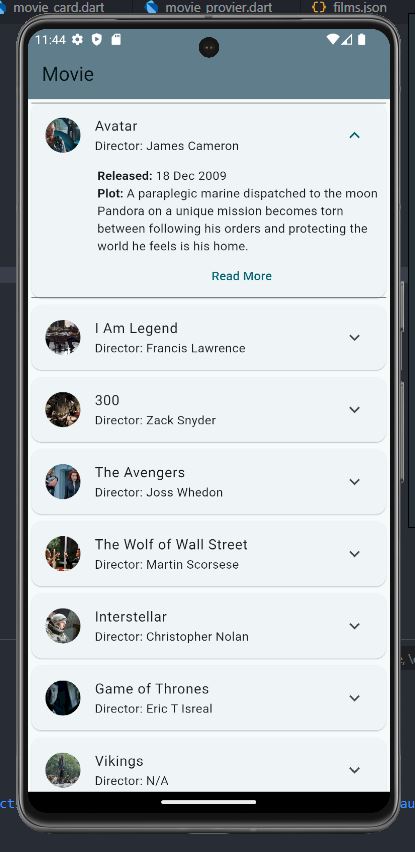 movie_card.dart
movie_provier.dart
films.json
11:44
Movie
Avatar
Director: James Cameron
Released: 18 Dec 2009
Plot: A paraplegic marine dispatched to the moon
Pandora on a unique mission becomes torn
between following his orders and protecting the
world he feels is his home.
Read More
I Am Legend
Director: Francis Lawrence
300
Director: Zack Snyder
The Avengers
Director: Joss Whedon
The Wolf of Wall Street
Director: Martin Scorsese
Interstellar
Director: Christopher Nolan
Game of Thrones
Director: Eric T Isreal
Vikings
Director: N/A